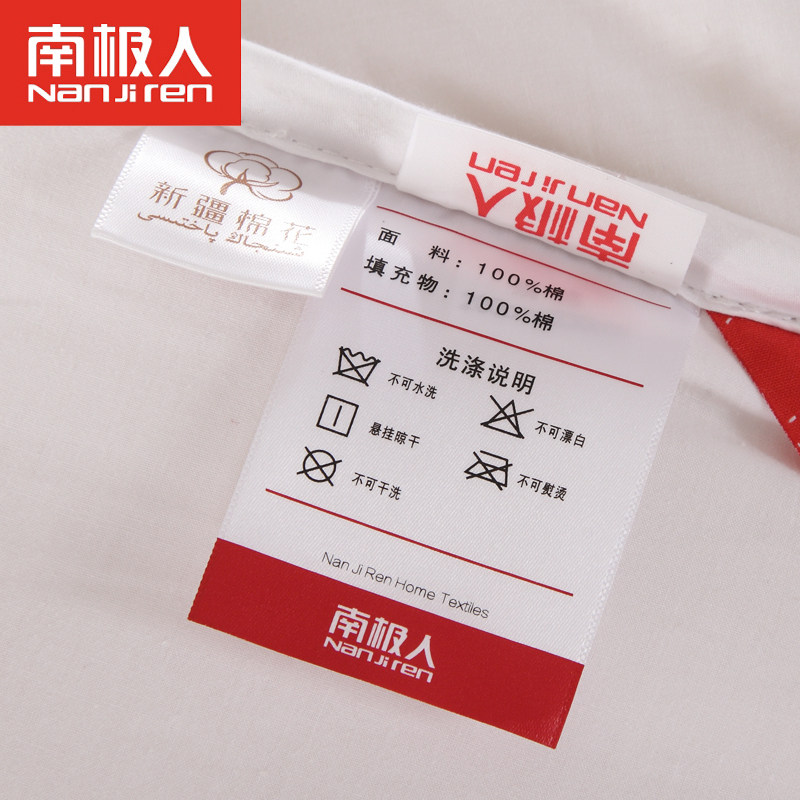 南极人
NanJiren
新疆棉花
南极人
NanJiren
面 料：100%棉
填充物：100%棉
洗涤说明
不可水洗
不可漂白
悬挂晾干
不可熨烫
不可干洗
Nan Ji Ren Home Textiles
南极人
NanJiren